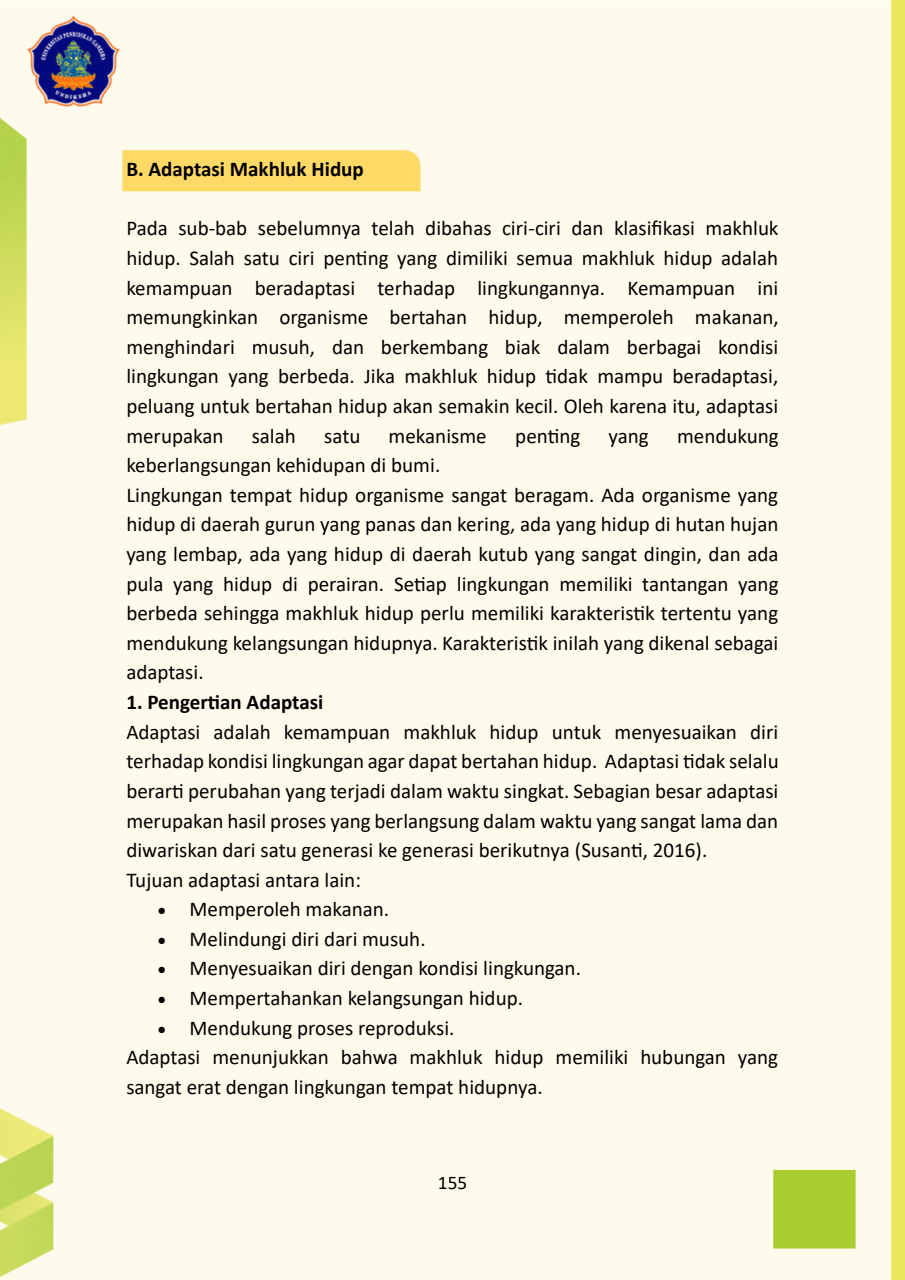 UNIVERSITAS PENDIDIKAN GANESHA
UNDIKSHA
B. Adaptasi Makhluk Hidup
Pada sub-bab sebelumnya telah dibahas ciri-ciri dan klasifikasi makhluk
hidup. Salah satu ciri penting yang dimiliki semua makhluk hidup adalah
kemampuan beradaptasi terhadap lingkungannya. Kemampuan ini
memungkinkan organisme bertahan hidup, memperoleh makanan,
menghindari musuh, dan berkembang biak dalam berbagai kondisi
lingkungan yang berbeda. Jika makhluk hidup tidak mampu beradaptasi,
peluang untuk bertahan hidup akan semakin kecil. Oleh karena itu, adaptasi
merupakan salah satu mekanisme penting yang mendukung
keberlangsungan kehidupan di bumi.
Lingkungan tempat hidup organisme sangat beragam. Ada organisme yang
hidup di daerah gurun yang panas dan kering, ada yang hidup di hutan hujan
yang lembap, ada yang hidup di daerah kutub yang sangat dingin, dan ada
pula yang hidup di perairan. Setiap lingkungan memiliki tantangan yang
berbeda sehingga makhluk hidup perlu memiliki karakteristik tertentu yang
mendukung kelangsungan hidupnya. Karakteristik inilah yang dikenal sebagai
adaptasi.
1. Pengertian Adaptasi
Adaptasi adalah kemampuan makhluk hidup untuk menyesuaikan diri
terhadap kondisi lingkungan agar dapat bertahan hidup. Adaptasi tidak selalu
berarti perubahan yang terjadi dalam waktu singkat. Sebagian besar adaptasi
merupakan hasil proses yang berlangsung dalam waktu yang sangat lama dan
diwariskan dari satu generasi ke generasi berikutnya (Susanti, 2016).
Tujuan adaptasi antara lain:
• Memperoleh makanan.
• Melindungi diri dari musuh.
• Menyesuaikan diri dengan kondisi lingkungan.
• Mempertahankan kelangsungan hidup.
• Mendukung proses reproduksi.
Adaptasi menunjukkan bahwa makhluk hidup memiliki hubungan yang
sangat erat dengan lingkungan tempat hidupnya.
155